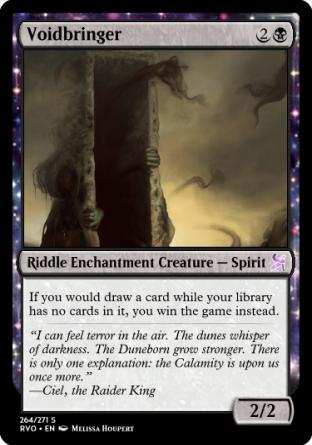 Voidbringer 2
Riddle Enchantment Creature — Spirit
If you would draw a card while your library
has no cards in it, you win the game instead.
“I can feel terror in the air. The dunes whisper
of darkness. The Duneborn grow stronger. There
is only one explanation: the Calamity is upon us
once more.”
—Ciel, the Raider King
2/2
264/271 S
RVO • EN Melissa Houpert